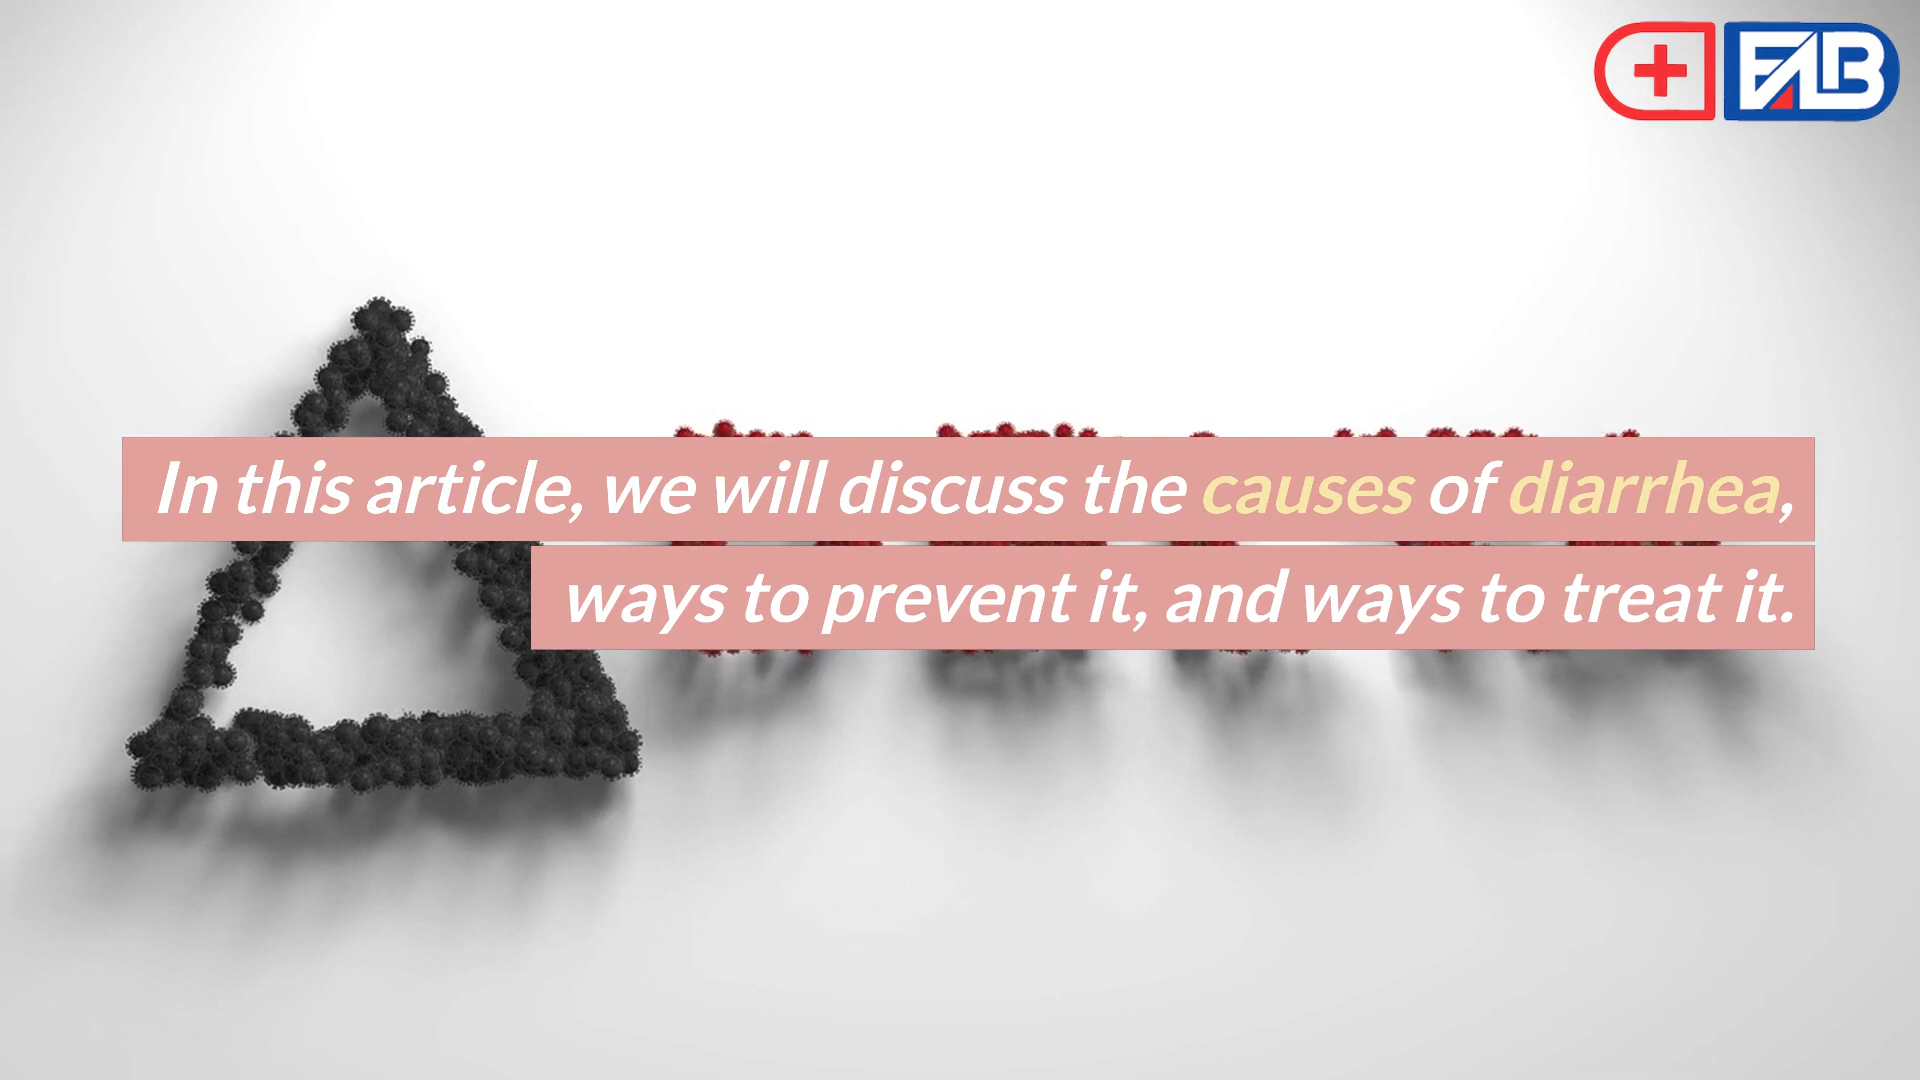 FAB
In this article, we will discuss the causes of diarrhea,
ways to prevent it, and ways to treat it.